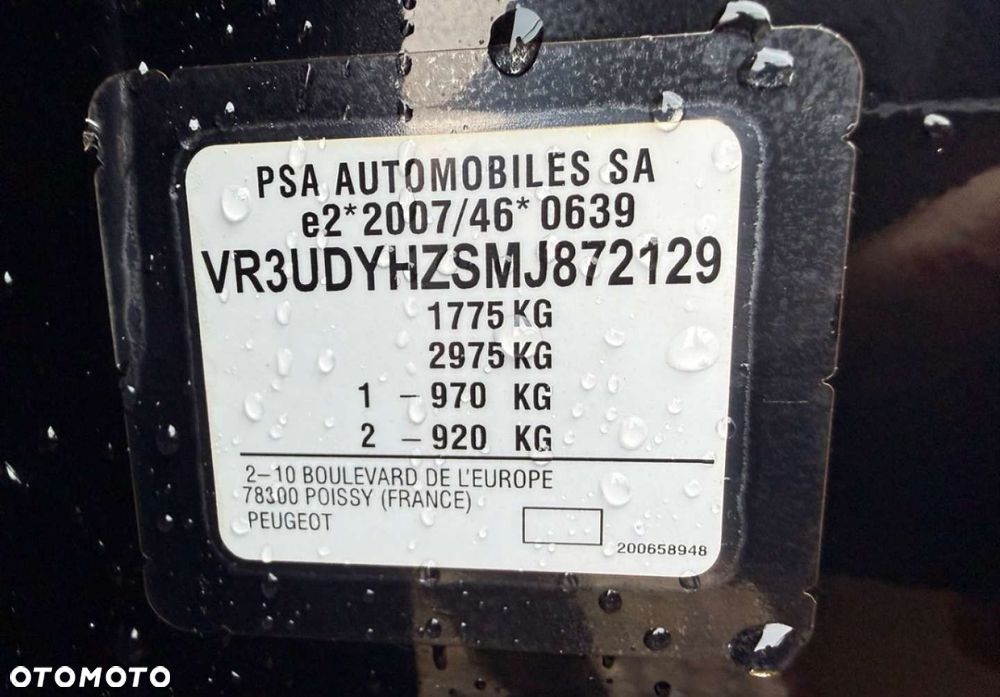 PSA AUTOMOBILES SA
e2*2007/46*0639
VR3UDYHZSMJ872129
1775 KG
2975 KG
1 - 970 KG
2 - 920 KG
2-10 BOULEVARD DE L'EUROPE
78300 POISSY (FRANCE)
PEUGEOT
200658948
OTOMOTO